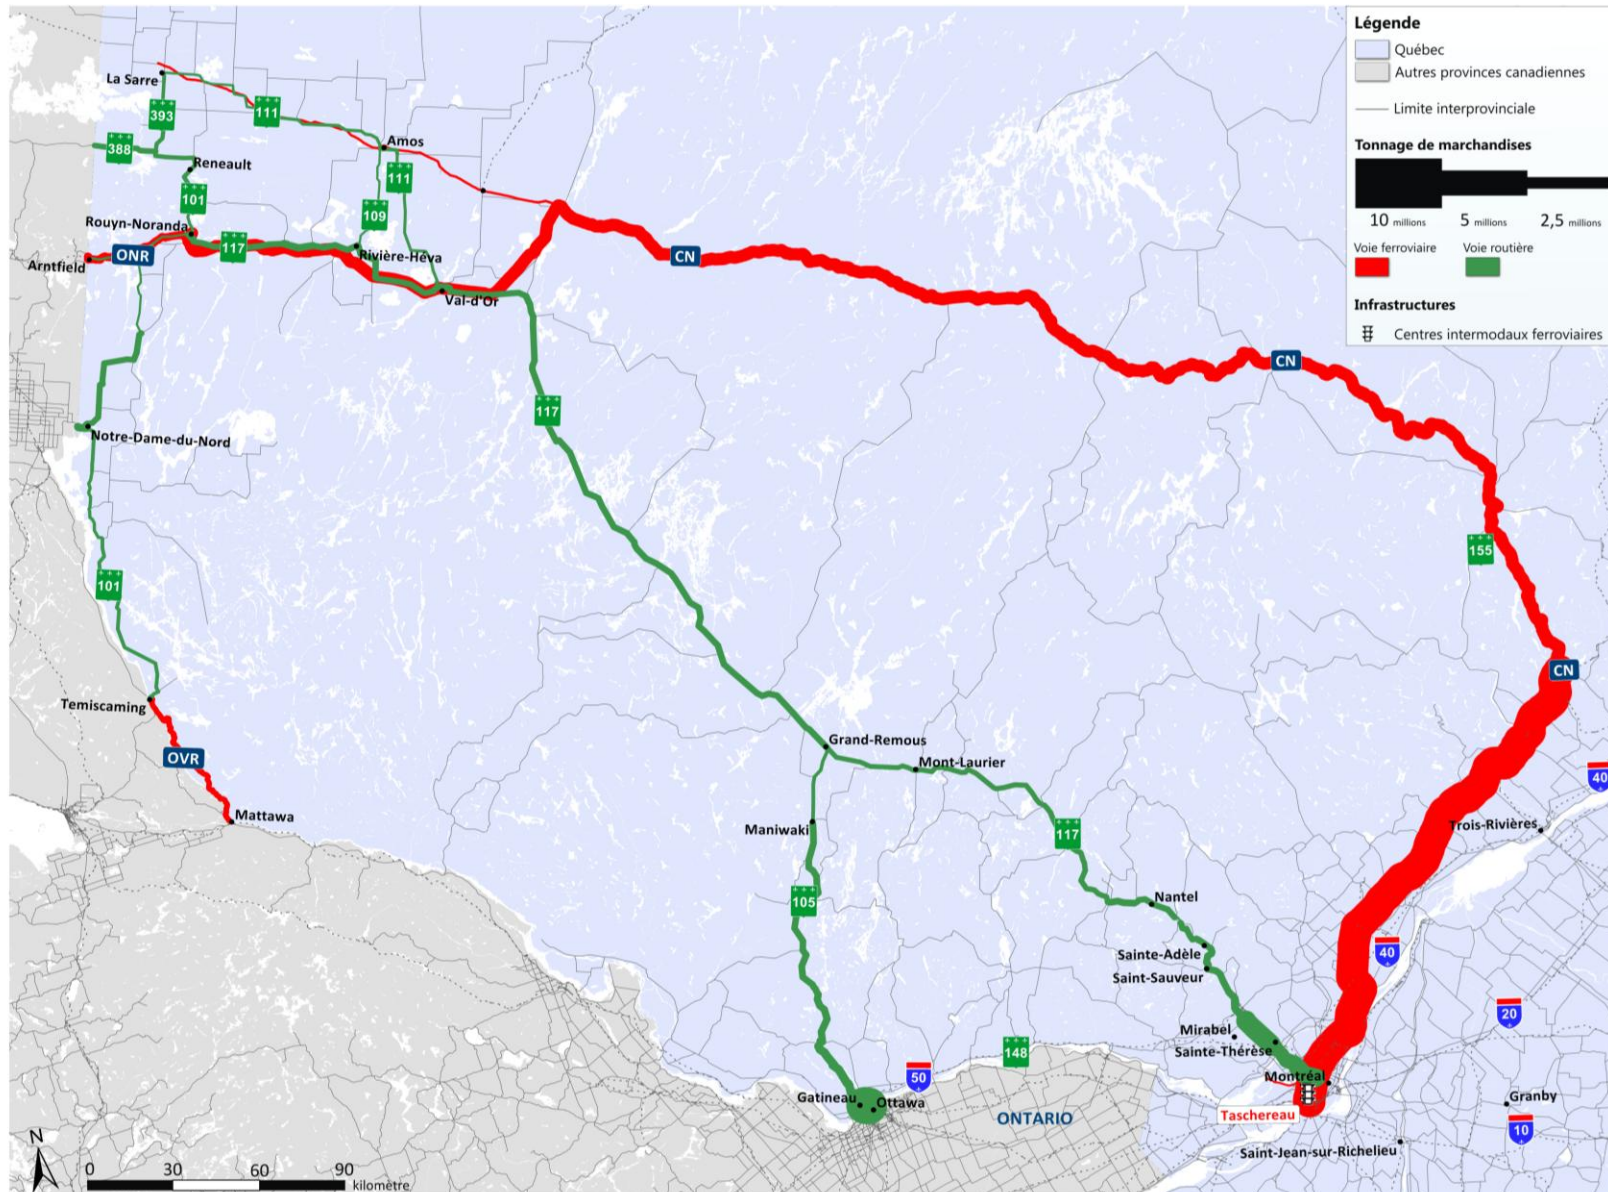 Légende
Québec
Autres provinces canadiennes
Limite interprovinciale
Tonnage de marchandises
10 millions 5 millions 2,5 millions
Voie ferroviaire Voie routière
Infrastructures
Centres intermodaux ferroviaires
La Sarre
393
111
388
Amos
Reneault
111
101
109
Rouyn-Noranda
117
ONR
Rivière-Héva
Arntfield
CN
Val-d'Or
CN
117
Notre-Dame-du-Nord
155
101
CN
Temiscaming
OVR
Grand-Remous
Mont-Laurier
40
Mattawa
Maniwaki
117
Trois-Rivières
105
Nantel
40
Sainte-Adèle
Saint-Sauveur
20
Mirabel
Sainte-Thérèse
148
50
Montréal
Gatineau
Ottawa
Taschereau
Granby
ONTARIO
10
Saint-Jean-sur-Richelieu
N
0 30 60 90
kilomètre